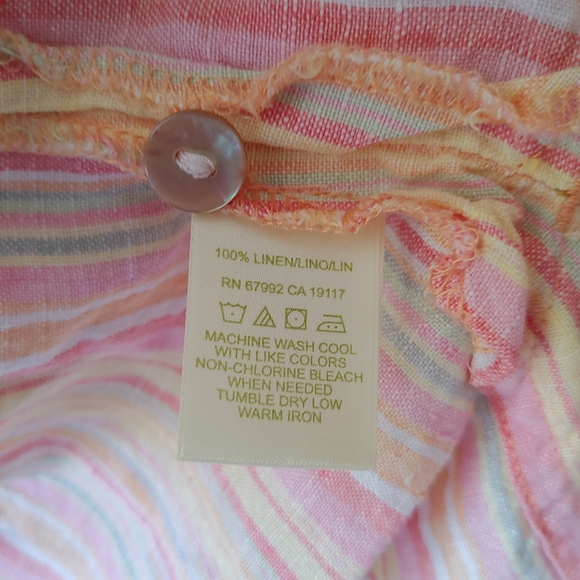 100% LINEN/LINO/LIN
RN 67992 CA 19117
MACHINE WASH COOL
WITH LIKE COLORS
NON-CHLORINE BLEACH
WHEN NEEDED
TUMBLE DRY LOW
WARM IRON